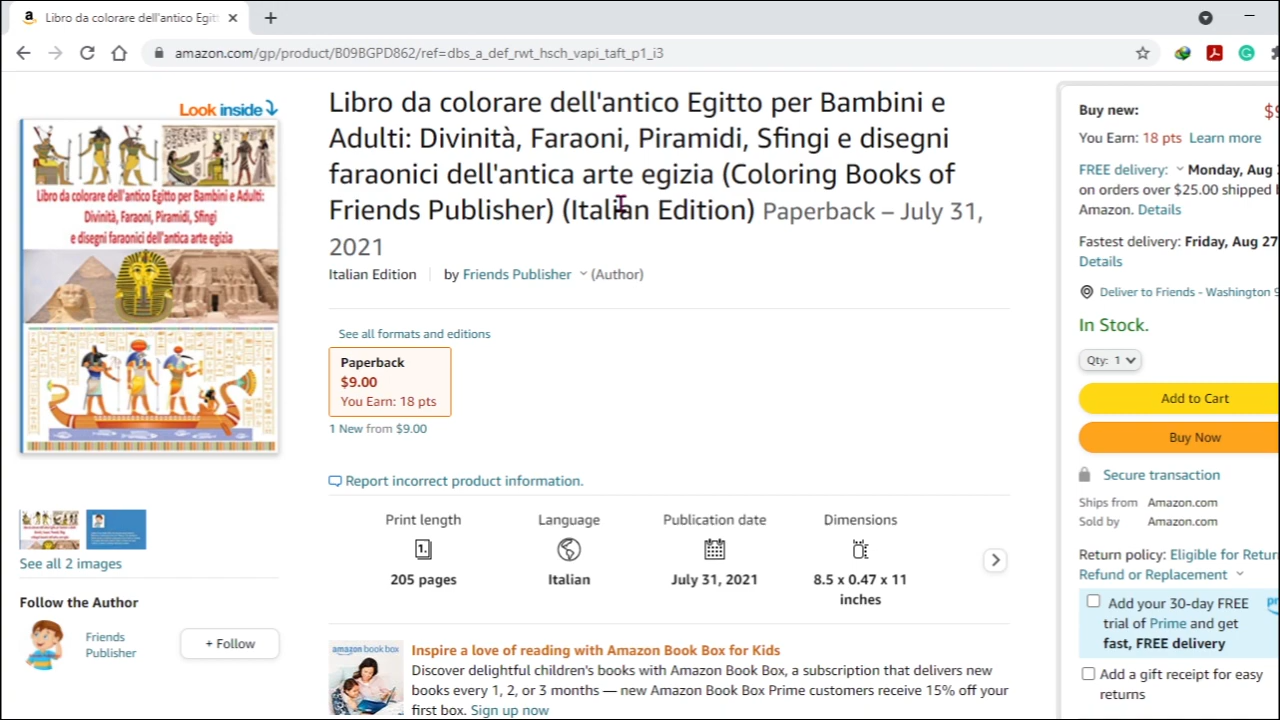 Libro da colorare dell'antico Egitt
amazon.com/gp/product/B09BGPD862/ref=dbs_a_def_rwt_hsch_vapi_taft_p1_i3
Look inside
Libro da colorare dell'antico Egitto per Bambini e Adulti:
Divinità, Faraoni, Piramidi, Sfingi
e disegni faraonici dell'antica arte egizia
See all 2 images
Follow the Author
Friends
Publisher
+ Follow
Libro da colorare dell'antico Egitto per Bambini e
Adulti: Divinità, Faraoni, Piramidi, Sfingi e disegni
faraonici dell'antica arte egizia (Coloring Books of
Friends Publisher) (Italian Edition) Paperback – July 31,
2021
Italian Edition by Friends Publisher (Author)
See all formats and editions
Paperback
$9.00
You Earn: 18 pts
1 New from $9.00
Report incorrect product information.
Print length
1.
205 pages
Language
Italian
Publication date
July 31, 2021
Dimensions
8.5 x 0.47 x 11
inches
amazon book box
Inspire a love of reading with Amazon Book Box for Kids
Discover delightful children's books with Amazon Book Box, a subscription that delivers new
books every 1, 2, or 3 months — new Amazon Book Box Prime customers receive 15% off your
first box. Sign up now
Buy new:
You Earn: 18 pts Learn more
FREE delivery: Monday, Aug
on orders over $25.00 shipped
Amazon. Details
Fastest delivery: Friday, Aug 27
Details
Deliver to Friends - Washington
In Stock.
Qty: 1
Add to Cart
Buy Now
Secure transaction
Ships from Amazon.com
Sold by Amazon.com
Return policy: Eligible for Retur
Refund or Replacement
Add your 30-day FREE
trial of Prime and get
fast, FREE delivery
Add a gift receipt for easy
returns